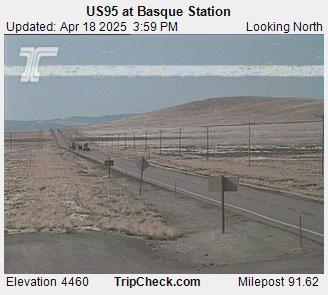 US95 at Basque Station
Updated: Apr 18 2025  3:59 PM
Looking North
Elevation 4460
TripCheck.com
Milepost 91.62